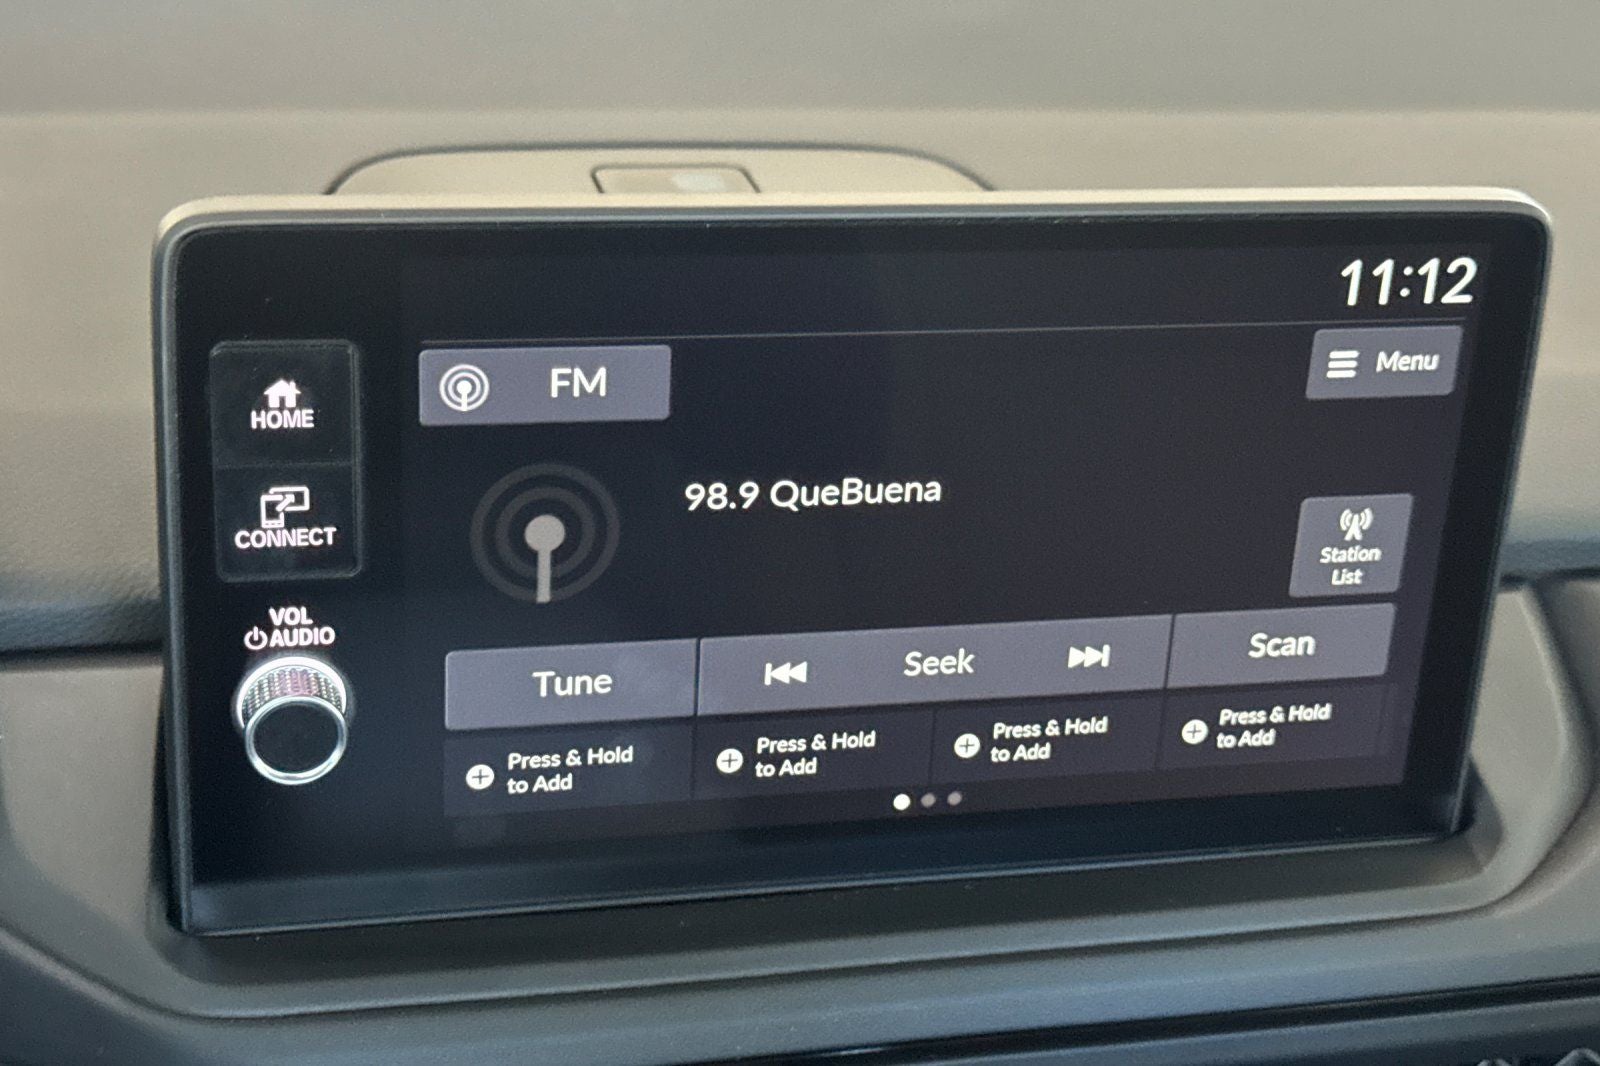 11:12
FM
Menu
HOME
98.9 QueBuena
CONNECT
Station
List
VOL
AUDIO
Tune
Seek
Scan
Press & Hold
to Add
Press & Hold
to Add
Press & Hold
to Add
Press & Hold
to Add